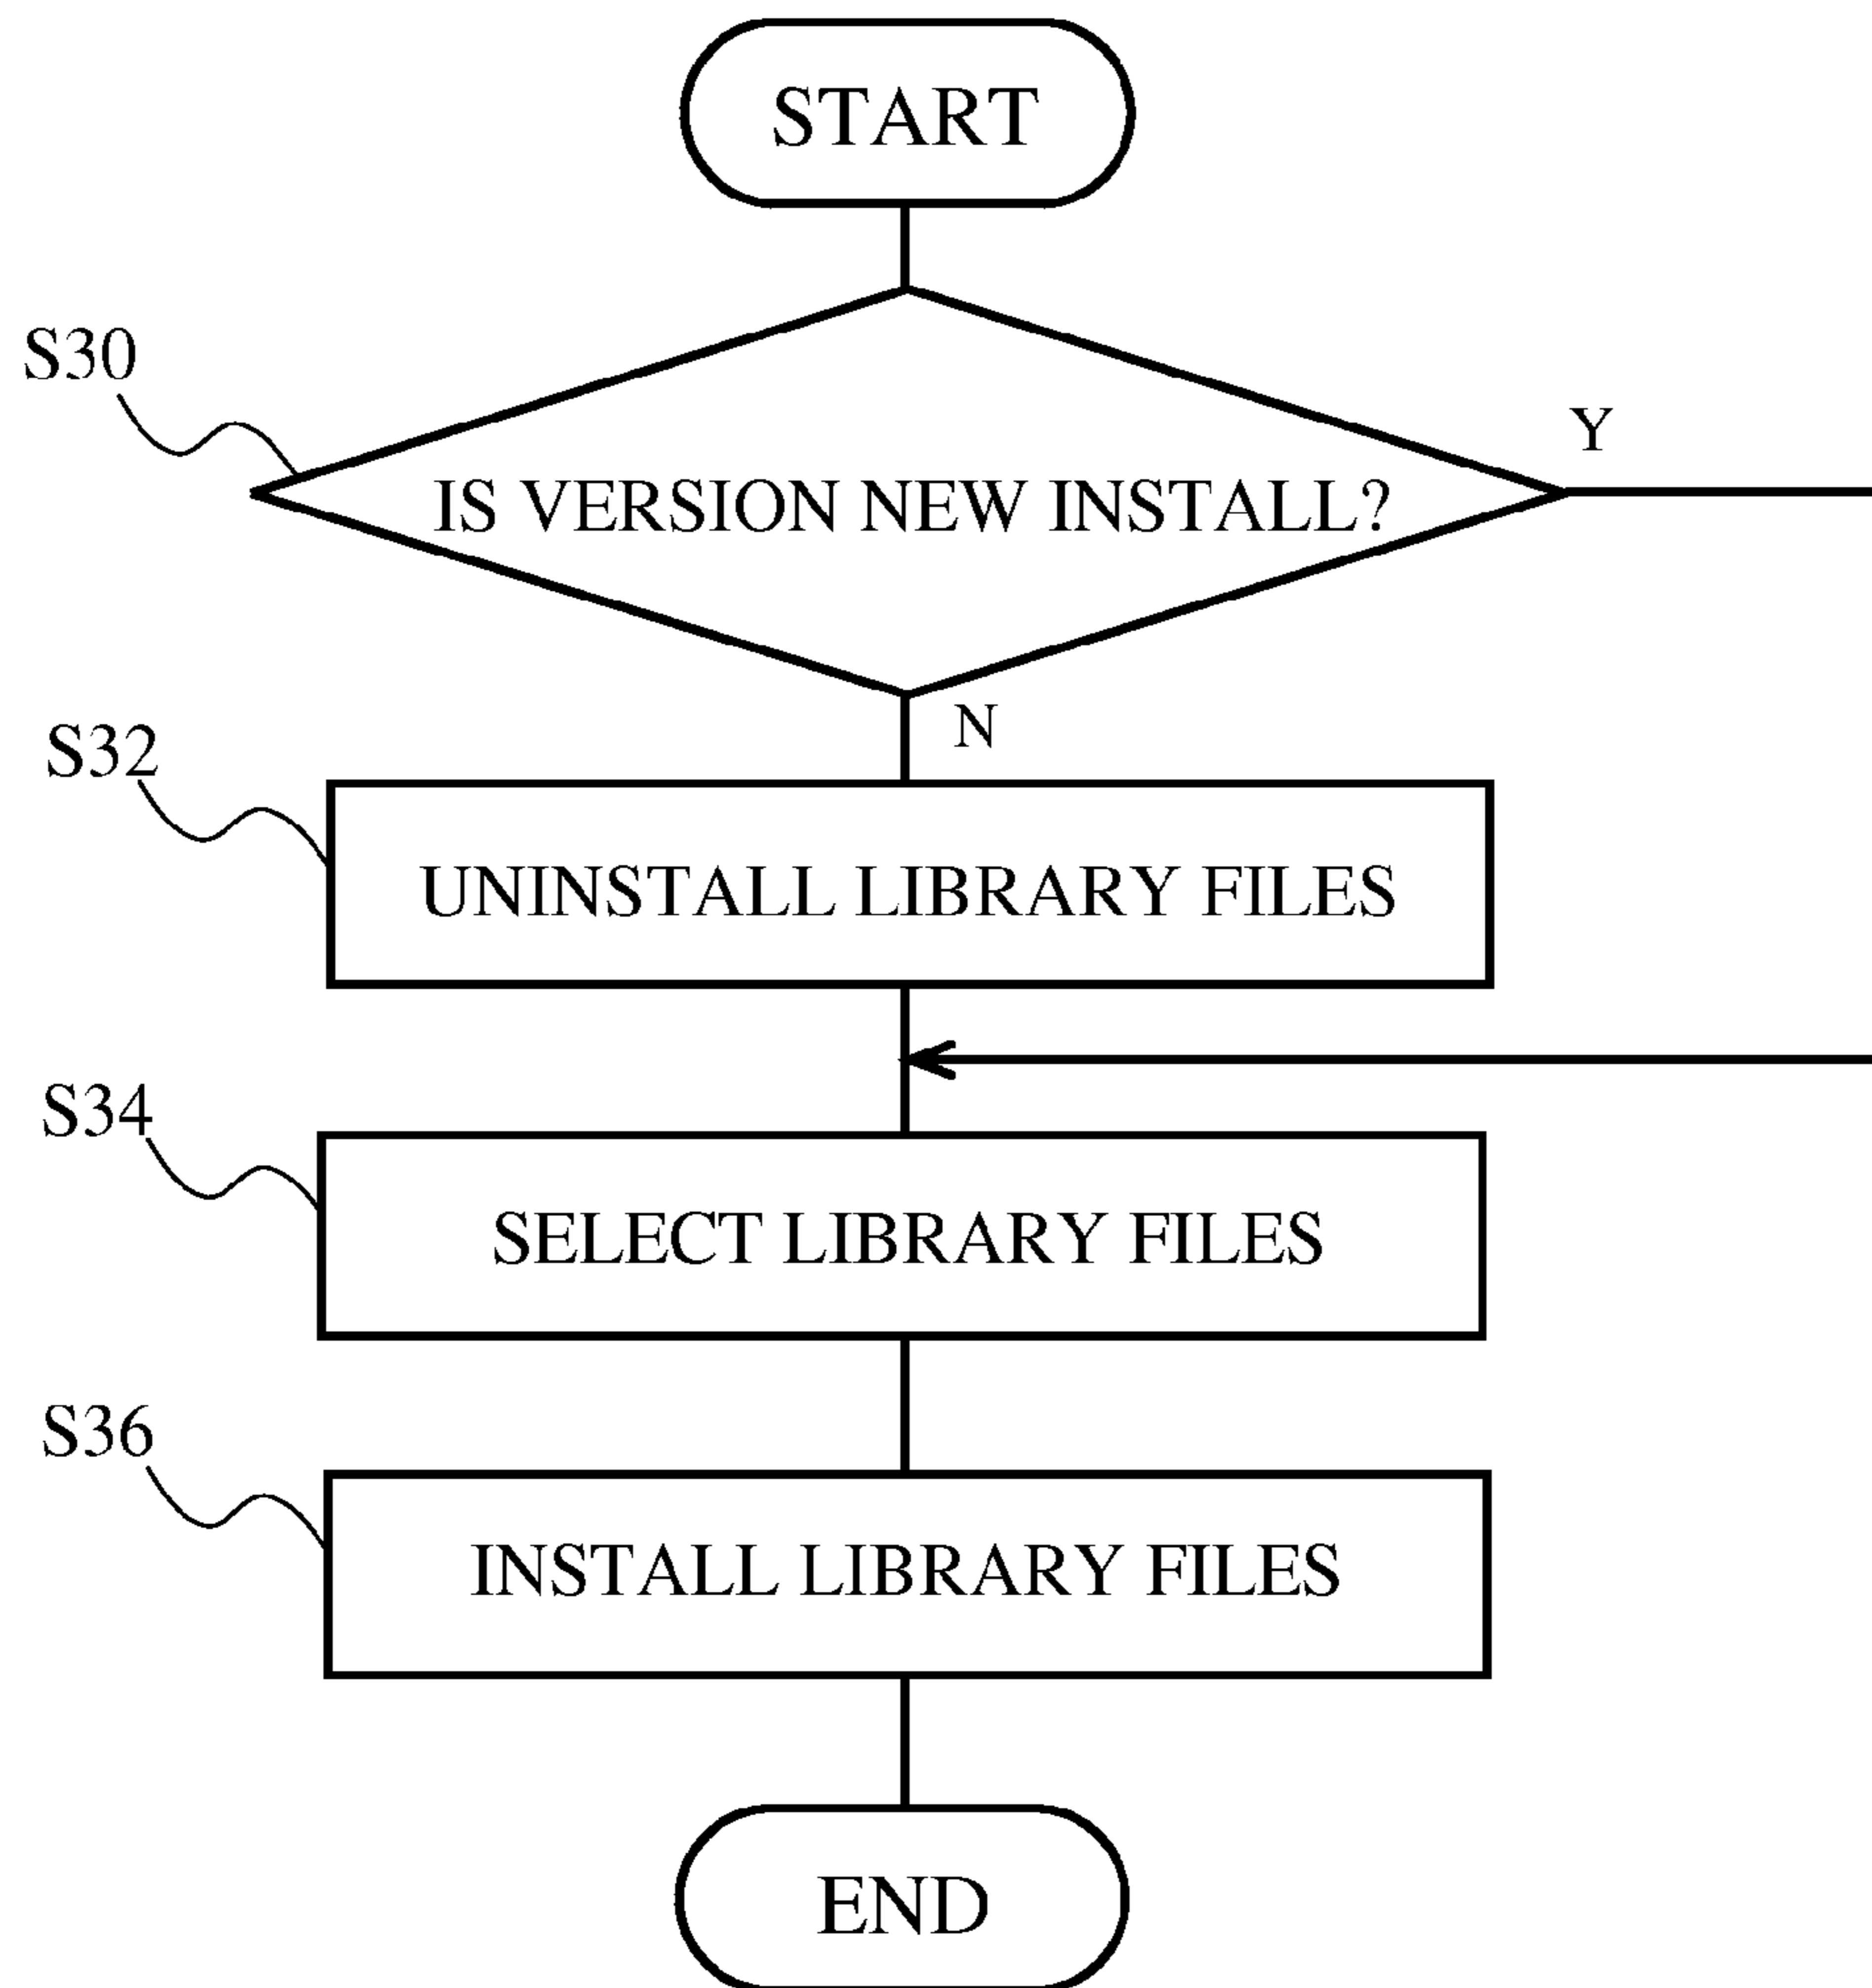 START
S30
Y
IS VERSION NEW INSTALL?
N
S32
UNINSTALL LIBRARY FILES
S34
SELECT LIBRARY FILES
S36
INSTALL LIBRARY FILES
END